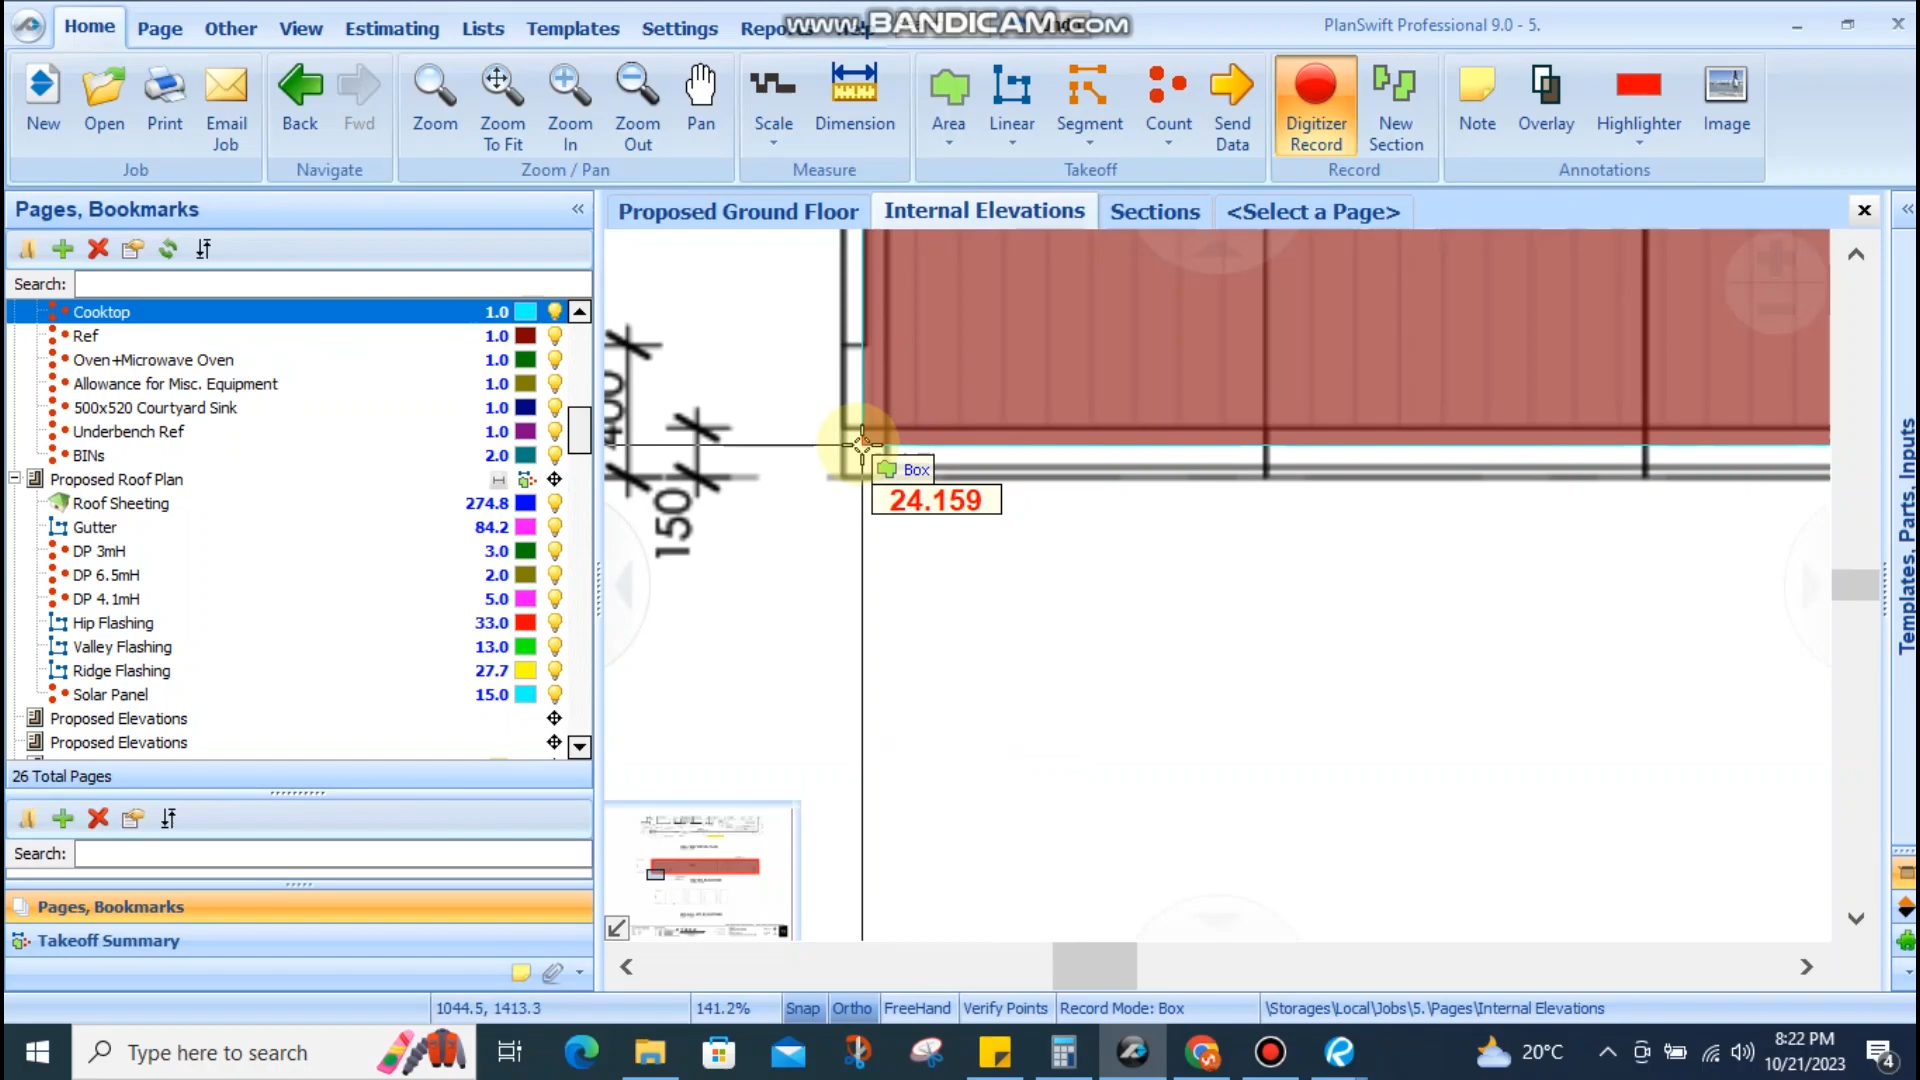 Home Page Other View Estimating Lists Templates Settings Repo
www.BANDICAM.com
PlanSwift Professional 9.0 - 5.
New Open Print Email Job
Job
Back Fwd
Navigate
Zoom Zoom To Fit Zoom In Zoom Out Pan
Zoom / Pan
Scale Dimension
Measure
Area Linear Segment Count Send Data
Takeoff
Digitizer Record New Section
Record
Note Overlay Highlighter Image
Annotations
Pages, Bookmarks
Proposed Ground Floor Internal Elevations Sections <Select a Page>
Search:
Cooktop 1.0
Ref 1.0
Oven+Microwave Oven 1.0
Allowance for Misc. Equipment 1.0
500x520 Courtyard Sink 1.0
Underbench Ref 1.0
BINs 2.0
Proposed Roof Plan
Roof Sheeting 274.8
Gutter 84.2
DP 3mH 3.0
DP 6.5mH 2.0
DP 4.1mH 5.0
Hip Flashing 33.0
Valley Flashing 13.0
Ridge Flashing 27.7
Solar Panel 15.0
Proposed Elevations
Proposed Elevations
26 Total Pages
Search:
Pages, Bookmarks
Takeoff Summary
150
Box
24.159
Templates, Parts, Inputs
1044.5, 1413.3 141.2% Snap Ortho FreeHand Verify Points Record Mode: Box \Storages\Local\Jobs\5.\Pages\Internal Elevations
Type here to search
20°C
8:22 PM
10/21/2023
4